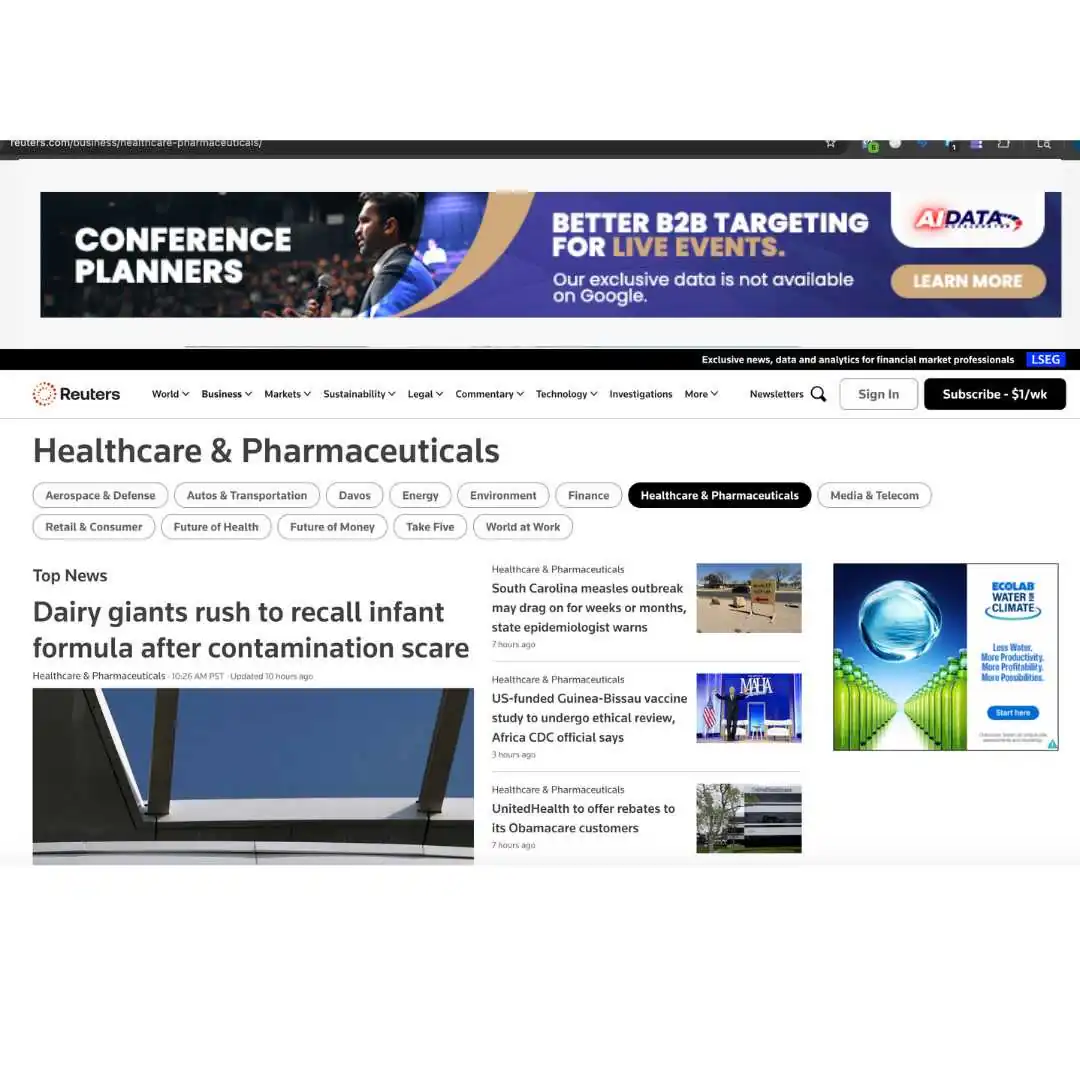 reuters.com/business/healthcare-pharmaceuticals/
CONFERENCE
PLANNERS
BETTER B2B TARGETING
FOR LIVE EVENTS.
Our exclusive data is not available
on Google.
AIDATA
LEARN MORE
Exclusive news, data and analytics for financial market professionals LSEG
Reuters World Business Markets Sustainability Legal Commentary Technology Investigations More Newsletters Sign In Subscribe - $1/wk
Healthcare & Pharmaceuticals
Aerospace & Defense Autos & Transportation Davos Energy Environment Finance Healthcare & Pharmaceuticals Media & Telecom
Retail & Consumer Future of Health Future of Money Take Five World at Work
Top News
Dairy giants rush to recall infant
formula after contamination scare
Healthcare & Pharmaceuticals · 10:26 AM PST · Updated 10 hours ago
Healthcare & Pharmaceuticals
South Carolina measles outbreak
may drag on for weeks or months,
state epidemiologist warns
7 hours ago
Healthcare & Pharmaceuticals
US-funded Guinea-Bissau vaccine
study to undergo ethical review,
Africa CDC official says
3 hours ago
MAHA
Healthcare & Pharmaceuticals
UnitedHealth to offer rebates to
its Obamacare customers
7 hours ago
ECOLAB
WATER FOR
CLIMATE
Less Water.
More Productivity.
More Profitability.
More Possibilities.
Start here